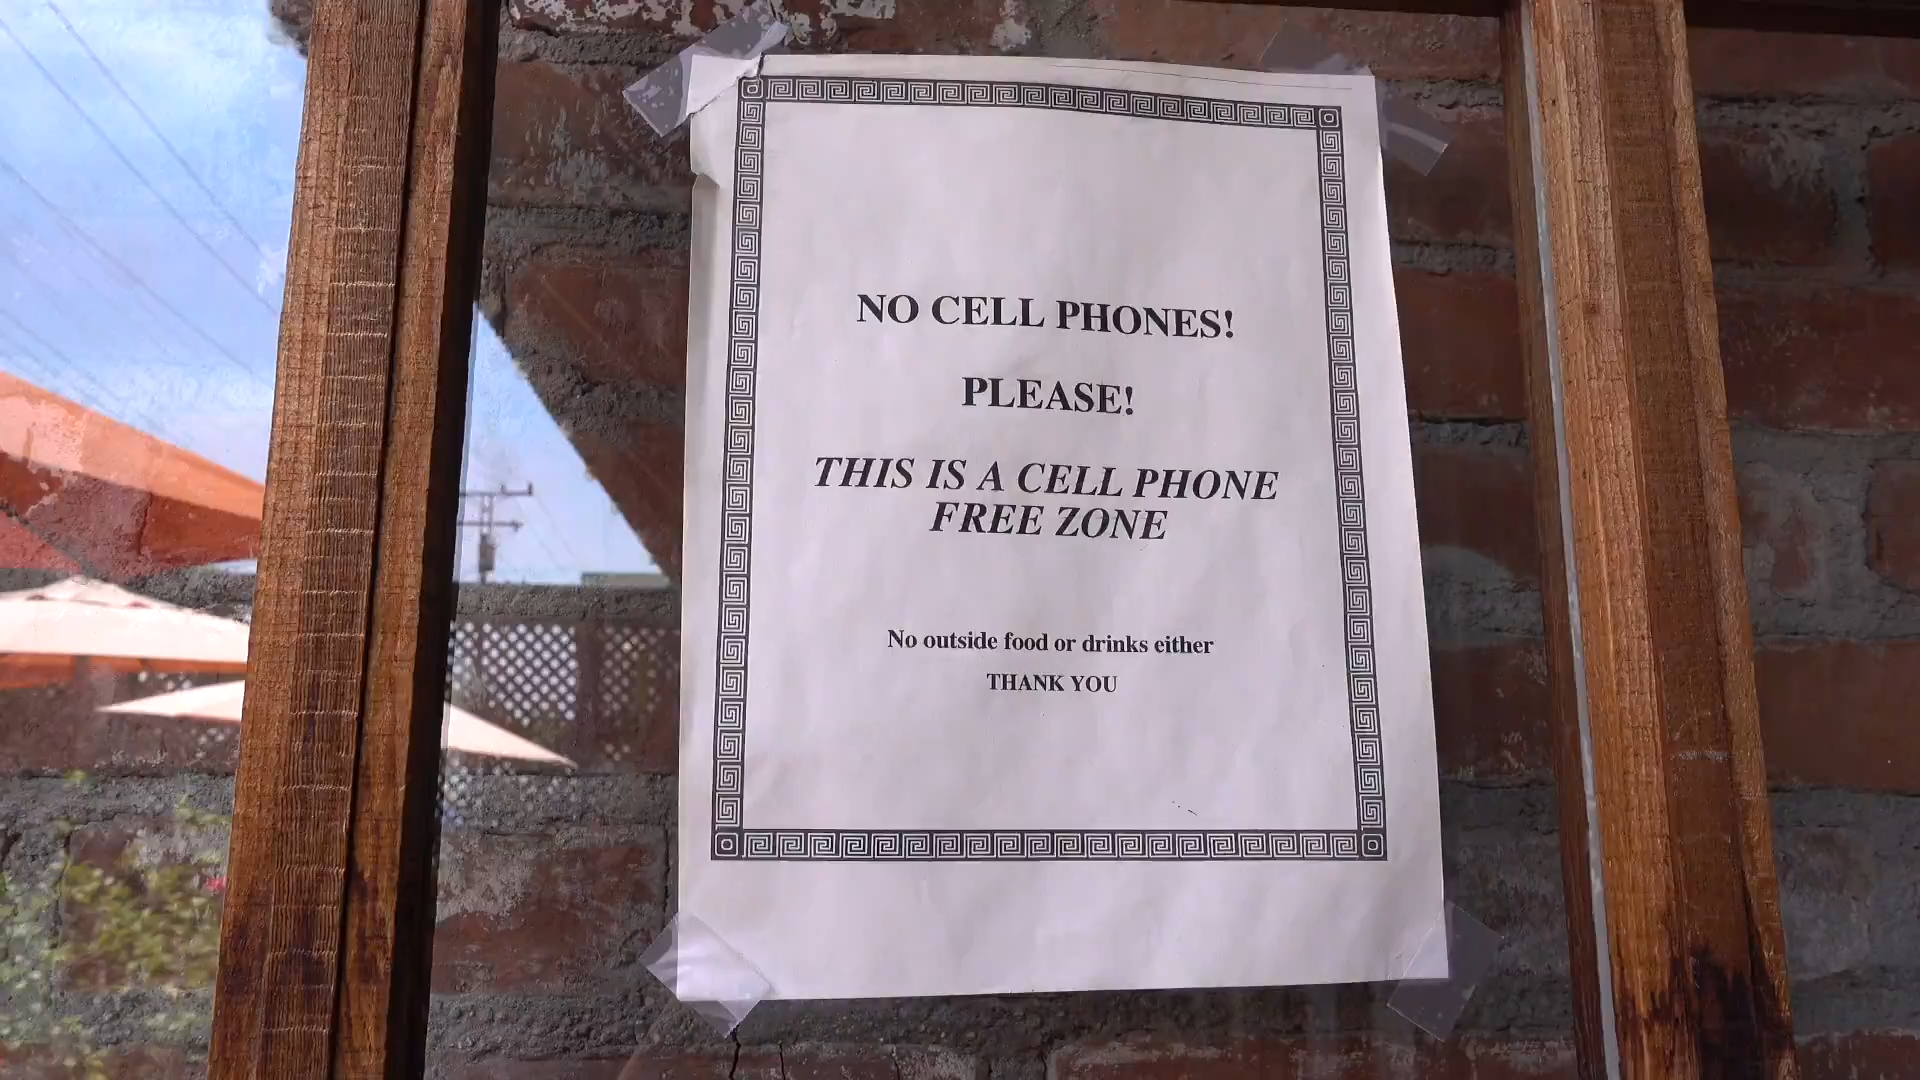 NO CELL PHONES!
PLEASE!
THIS IS A CELL PHONE
FREE ZONE
No outside food or drinks either
THANK YOU